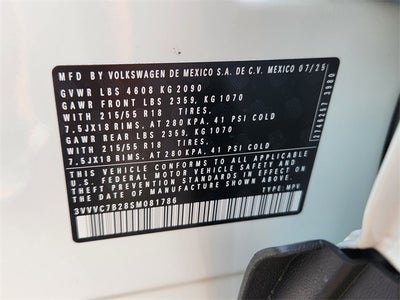 MFD BY VOLKSWAGEN DE MEXICO S.A. DE C.V. MEXICO 07/25
GVWR LBS 4608 KG 2090
GAWR FRONT LBS 2359, KG 1070
WITH 215/55 R18 TIRES,
7.5JX18 RIMS, AT 280 KPA, 41 PSI COLD
GAWR REAR LBS 2359, KG 1070
WITH 215/55 R18 TIRES,
7.5JX18 RIMS, AT 280 KPA, 41 PSI COLD
THIS VEHICLE CONFORMS TO ALL APPLICABLE
U.S. FEDERAL MOTOR VEHICLE SAFETY AND
THEFT PREVENTION STANDARDS IN EFFECT ON THE
DATE OF MANUFACTURE SHOWN ABOVE.
3VVVC7B28SM081786 TYPE: MPV